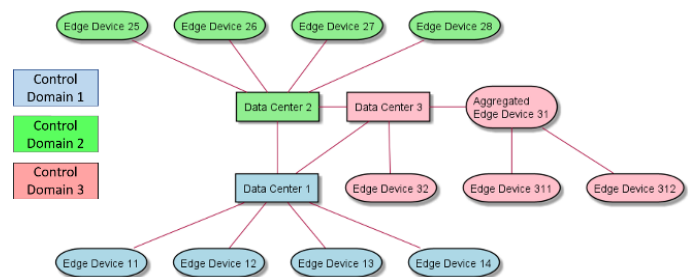 Edge Device 25
Edge Device 26
Edge Device 27
Edge Device 28
Control
Domain 1
Control
Domain 2
Control
Domain 3
Data Center 2
Data Center 3
Aggregated
Edge Device 31
Data Center 1
Edge Device 32
Edge Device 311
Edge Device 312
Edge Device 11
Edge Device 12
Edge Device 13
Edge Device 14